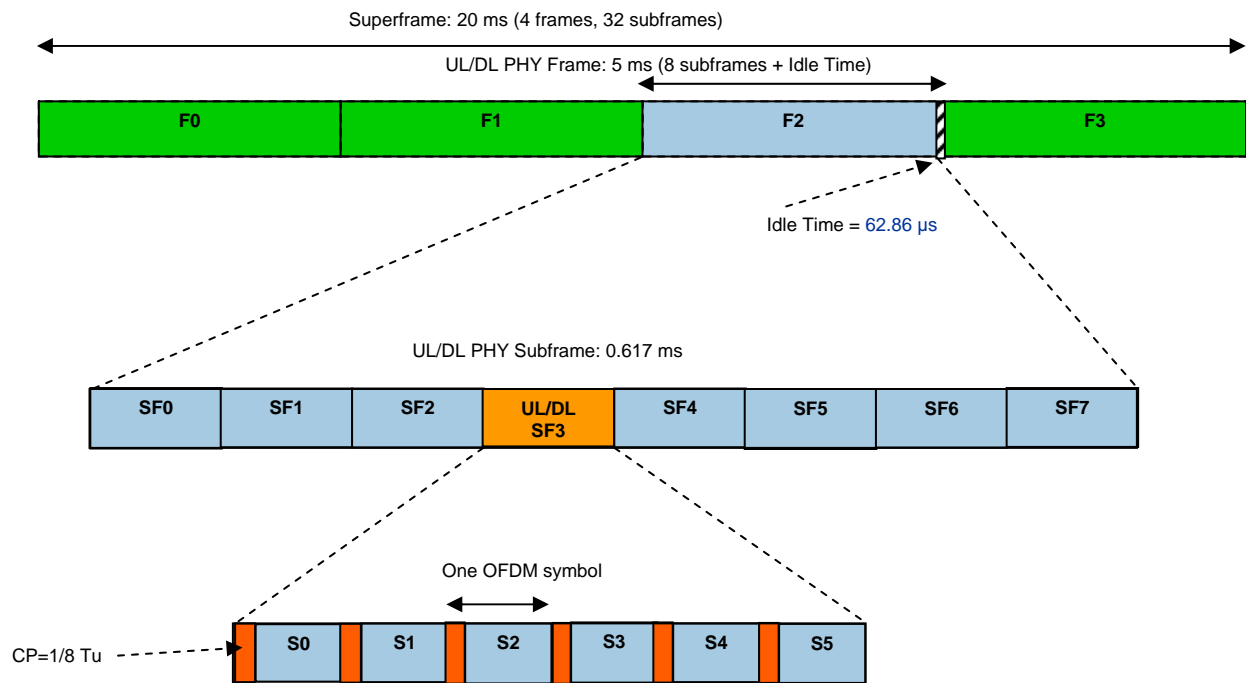 Superframe: 20 ms (4 frames, 32 subframes)
UL/DL PHY Frame: 5 ms (8 subframes + Idle Time)
F0 F1 F2 F3
Idle Time = 62.86 µs
UL/DL PHY Subframe: 0.617 ms
SF0 SF1 SF2 UL/DL SF4 SF5 SF6 SF7
SF3
One OFDM symbol
S0 S1 S2 S3 S4 S5
CP=1/8 Tu